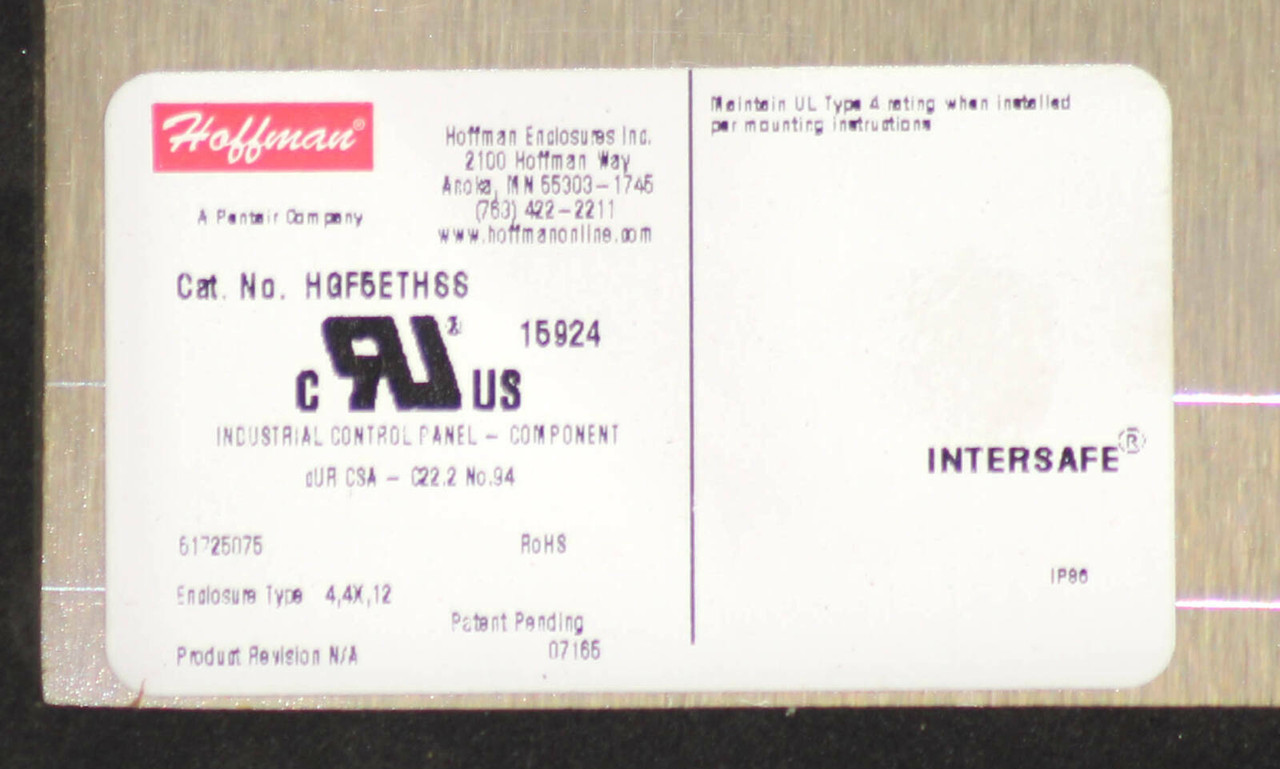 Hoffman®
A Pentair Company
Hoffman Enclosures Inc.
2100 Hoffman Way
Anoka, MN 55303-1745
(763) 422-2211
www.hoffmanonline.com
Cat. No. HGF5ETHSS
15924
C RU US
INDUSTRIAL CONTROL PANEL - COMPONENT
cUR CSA - C22.2 No.94
61725075
RoHS
Enclosure Type 4,4X,12
Patent Pending
07165
Product Revision N/A
Maintain UL Type 4 rating when installed
per mounting instructions
INTERSAFE®